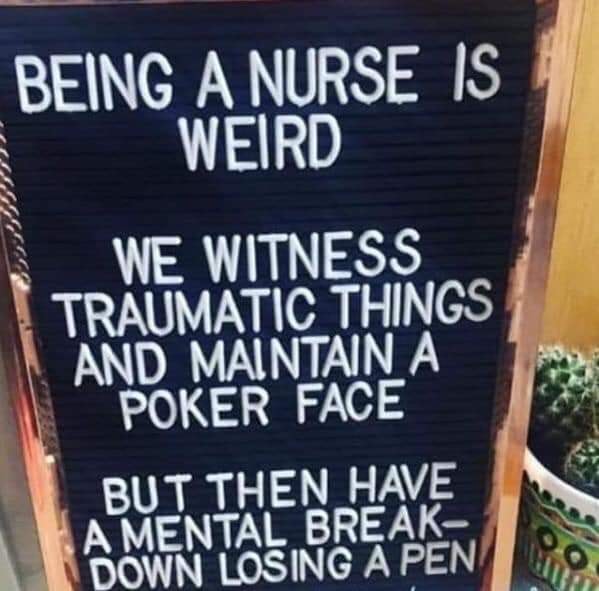 BEING A NURSE IS
WEIRD
WE WITNESS
TRAUMATIC THINGS
AND MAINTAIN A
POKER FACE
BUT THEN HAVE
A MENTAL BREAK-
DOWN LOSING A PEN